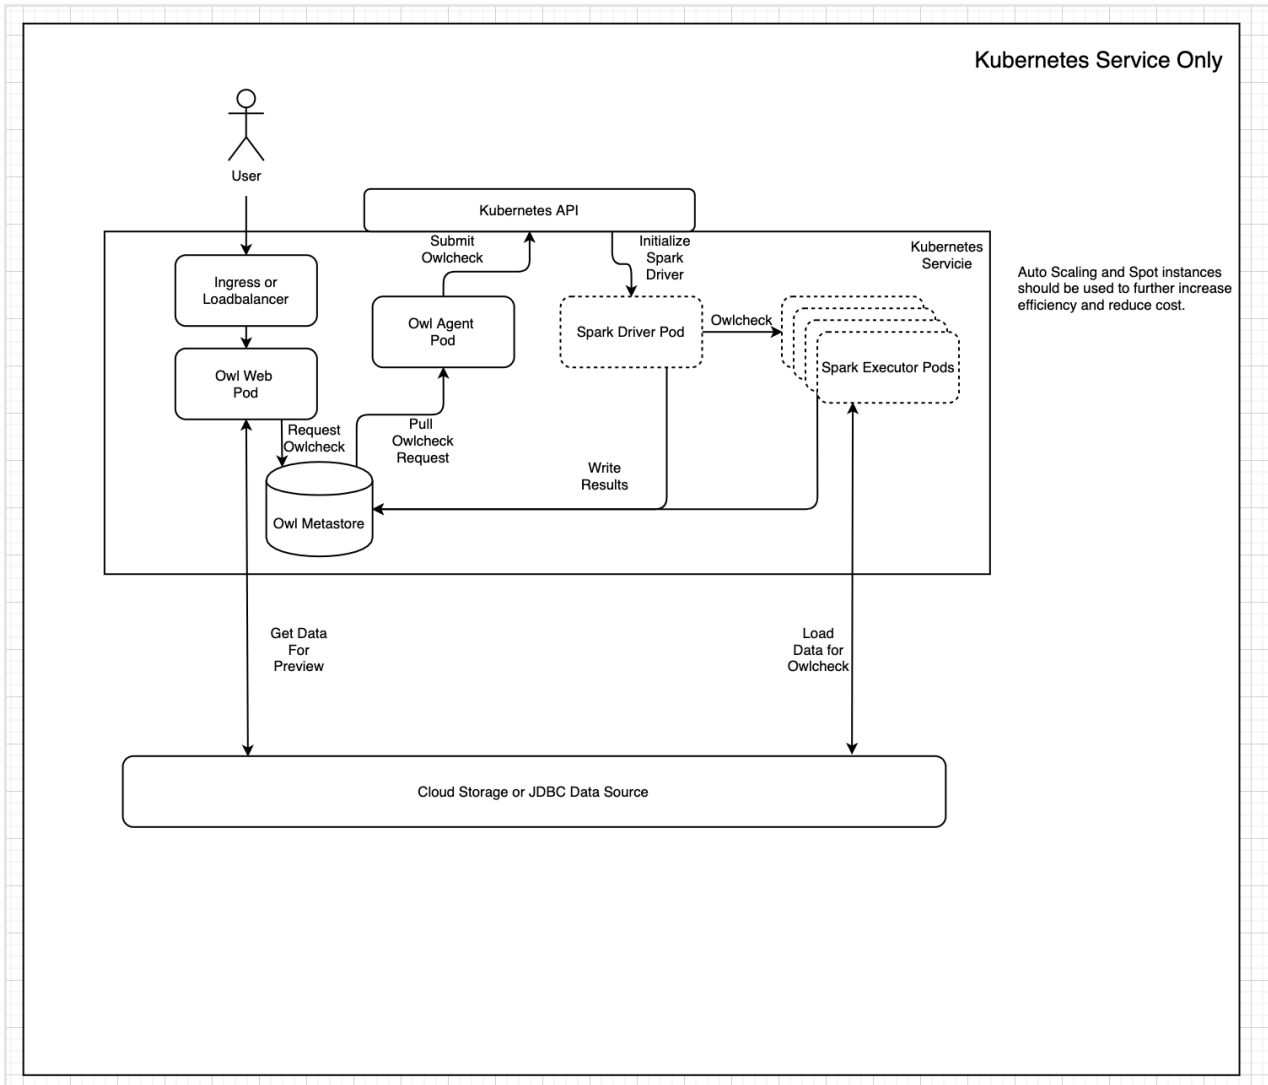 Kubernetes Service Only
User
Kubernetes API
Submit
Owlcheck
Initialize
Spark
Driver
Kubernetes
Servicie
Ingress or
Loadbalancer
Auto Scaling and Spot instances
should be used to further increase
efficiency and reduce cost.
Owl Agent
Pod
Spark Driver Pod
Owlcheck
Spark Executor Pods
Owl Web
Pod
Request
Owlcheck
Pull
Owlcheck
Request
Write
Results
Owl Metastore
Get Data
For
Preview
Load
Data for
Owlcheck
Cloud Storage or JDBC Data Source